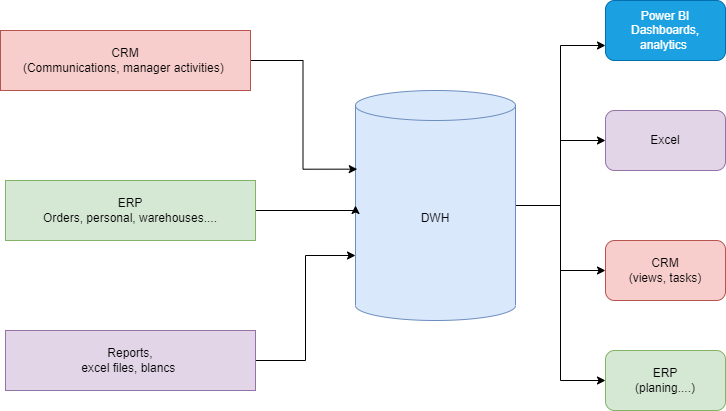 CRM
(Communications, manager activities)
ERP
Orders, personal, warehouses....
Reports,
excel files, blancs
DWH
Power BI
Dashboards,
analytics
Excel
CRM
(views, tasks)
ERP
(planing....)